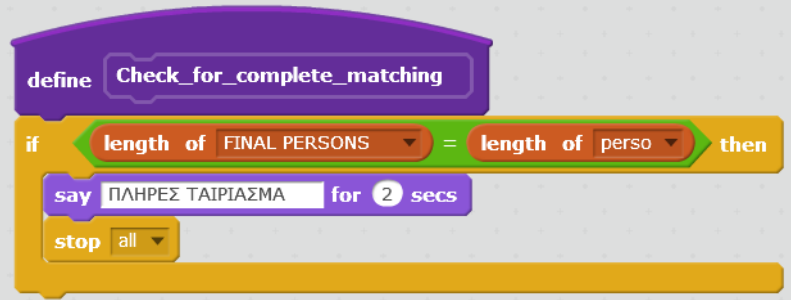 define Check_for_complete_matching
if length of FINAL PERSONS = length of perso then
say ΠΛΗΡΕΣ ΤΑΙΡΙΑΣΜΑ for 2 secs
stop all